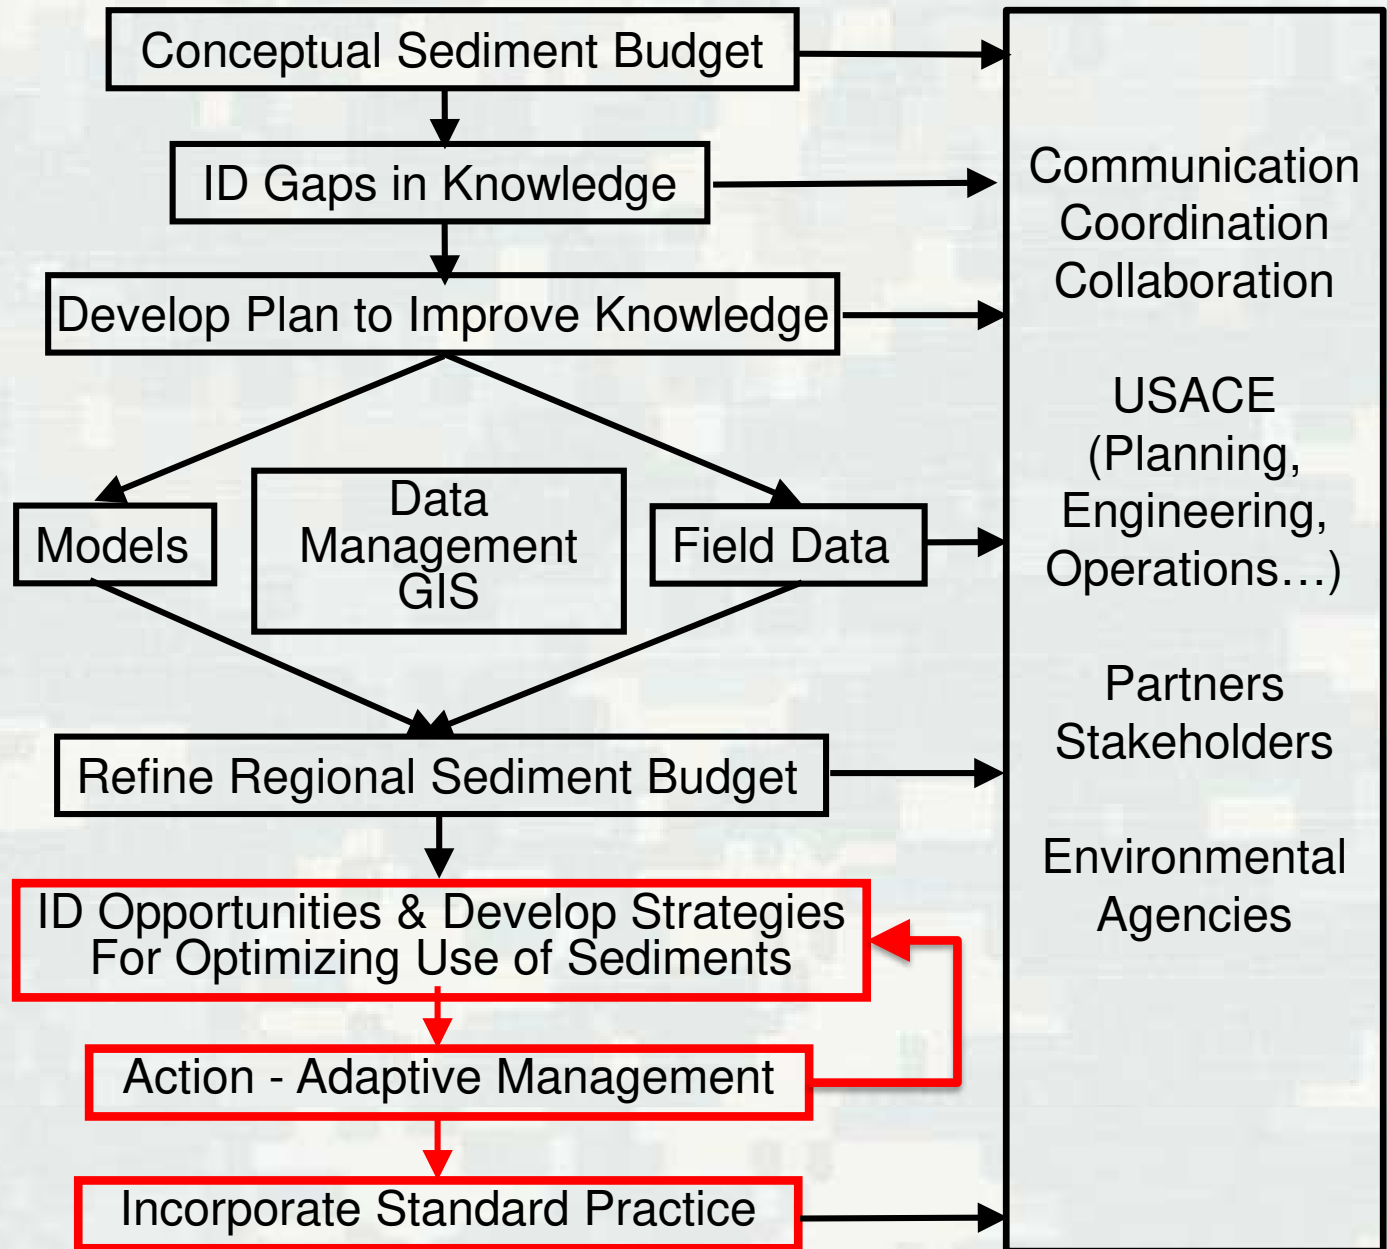 Conceptual Sediment Budget
ID Gaps in Knowledge
Develop Plan to Improve Knowledge
Models
Data
Management
GIS
Field Data
Refine Regional Sediment Budget
ID Opportunities & Develop Strategies
For Optimizing Use of Sediments
Action - Adaptive Management
Incorporate Standard Practice
Communication
Coordination
Collaboration
USACE
(Planning,
Engineering,
Operations…)
Partners
Stakeholders
Environmental
Agencies